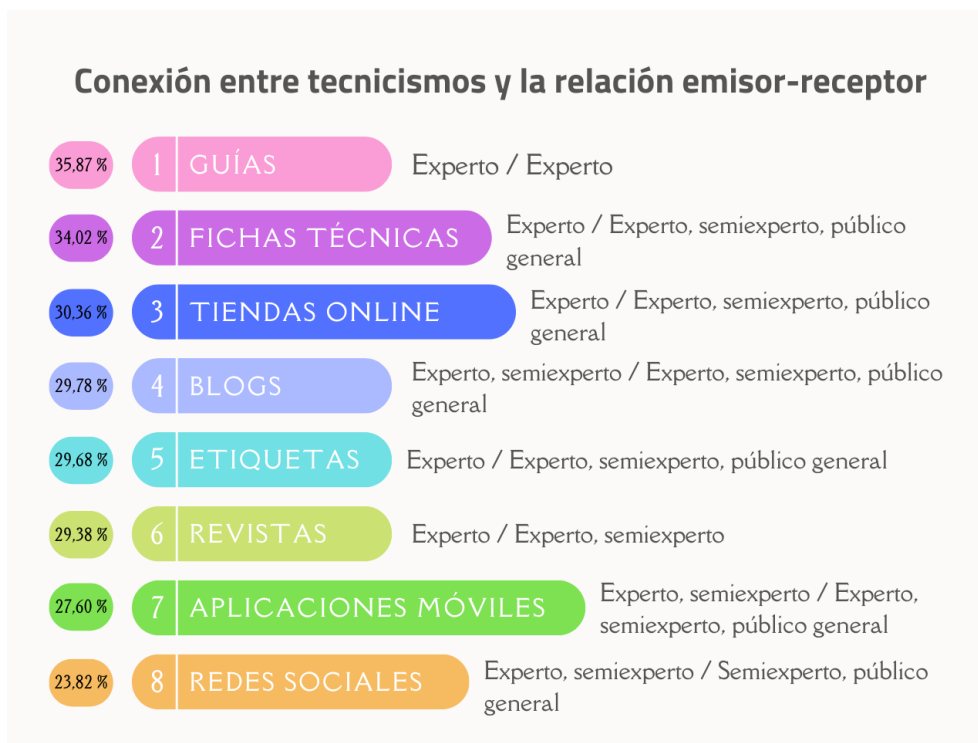 Conexión entre tecnicismos y la relación emisor-receptor
35,87 % 1 GUÍAS Experto / Experto
34,02 % 2 FICHAS TÉCNICAS Experto / Experto, semiexperto, público
general
30,36 % 3 TIENDAS ONLINE Experto / Experto, semiexperto, público
general
29,78 % 4 BLOGS Experto, semiexperto / Experto, semiexperto, público
general
29,68 % 5 ETIQUETAS Experto / Experto, semiexperto, público general
29,38 % 6 REVISTAS Experto / Experto, semiexperto
27,60 % 7 APLICACIONES MÓVILES Experto, semiexperto / Experto,
semiexperto, público general
23,82 % 8 REDES SOCIALES Experto, semiexperto / Semiexperto, público
general